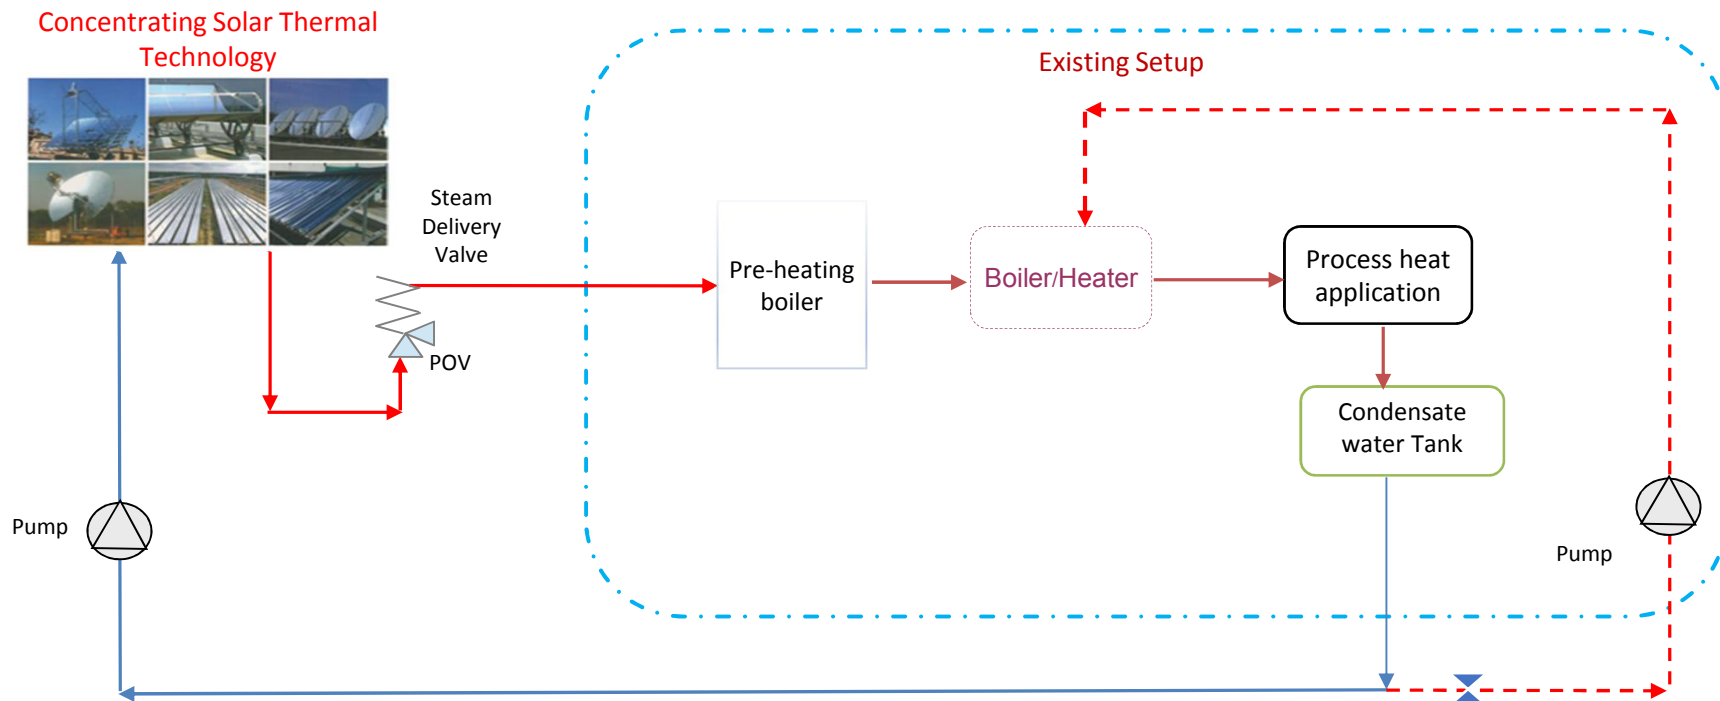 Concentrating Solar Thermal
Technology
Existing Setup
Steam
Delivery
Valve
POV
Pre-heating
boiler
Boiler/Heater
Process heat
application
Condensate
water Tank
Pump
Pump